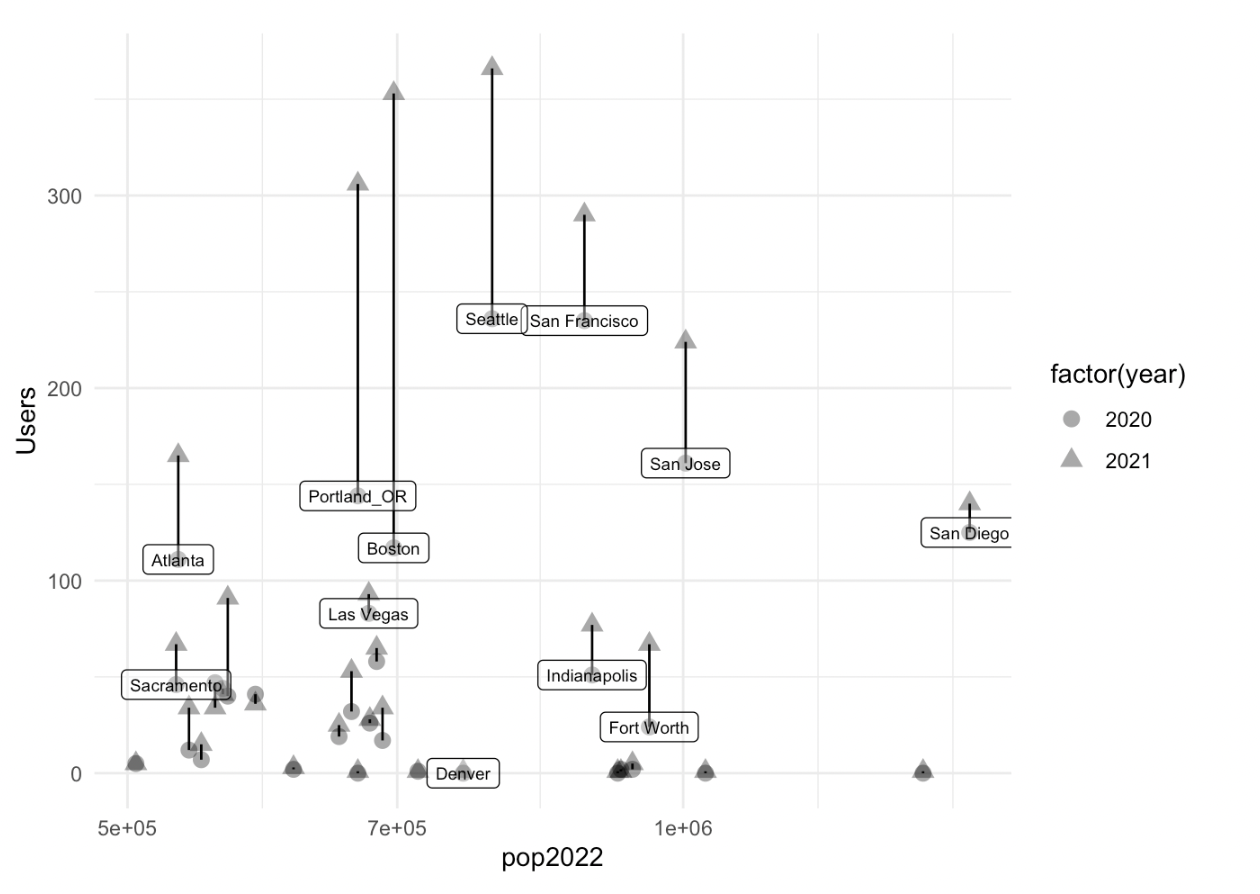 300
200
100
0
Users
Seattle
San Francisco
San Jose
Portland_OR
San Diego
Boston
Atlanta
Las Vegas
Indianapolis
Sacramento
Fort Worth
Denver
5e+05
7e+05
1e+06
pop2022
factor(year)
2020
2021